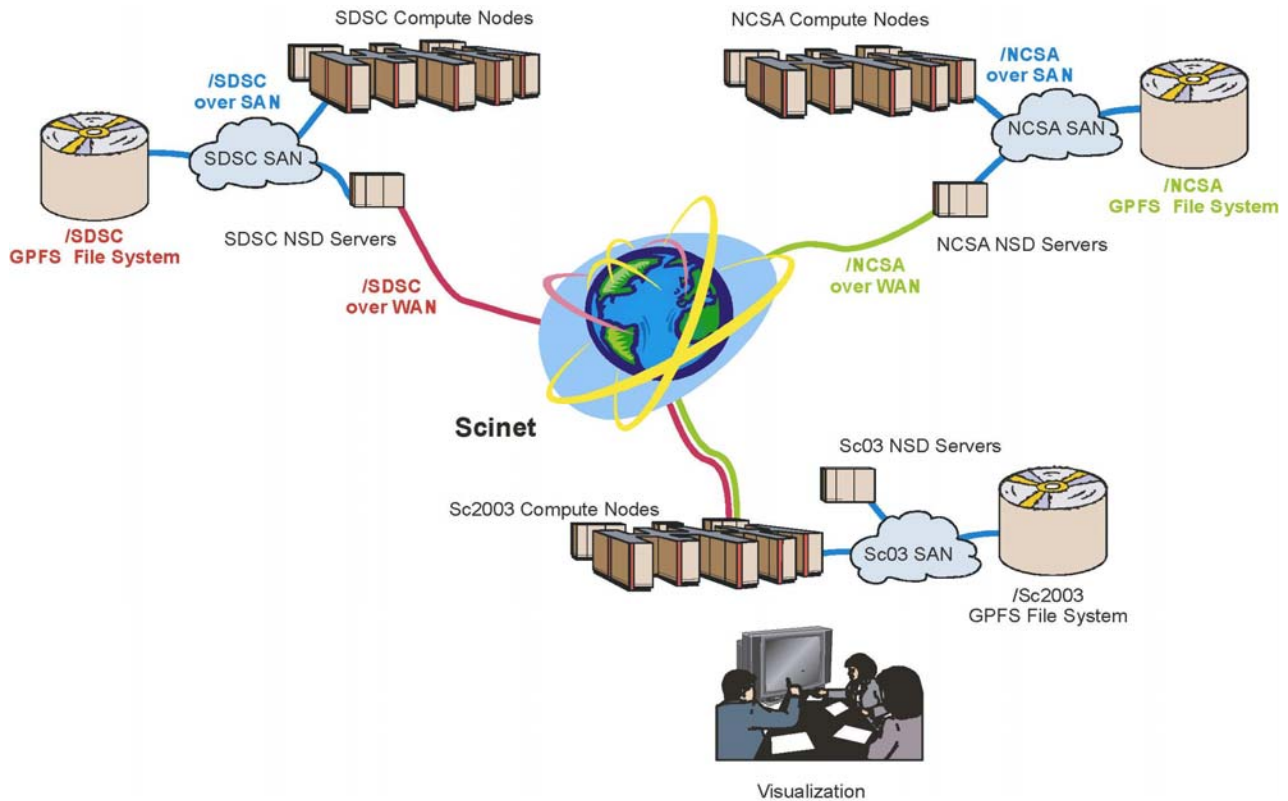 SDSC Compute Nodes
NCSA Compute Nodes
/SDSC
over SAN
/NCSA
over SAN
SDSC SAN
NCSA SAN
/SDSC
GPFS File System
SDSC NSD Servers
/NCSA
GPFS File System
NCSA NSD Servers
/SDSC
over WAN
/NCSA
over WAN
Scinet
Sc03 NSD Servers
Sc2003 Compute Nodes
Sc03 SAN
/Sc2003
GPFS File System
Visualization